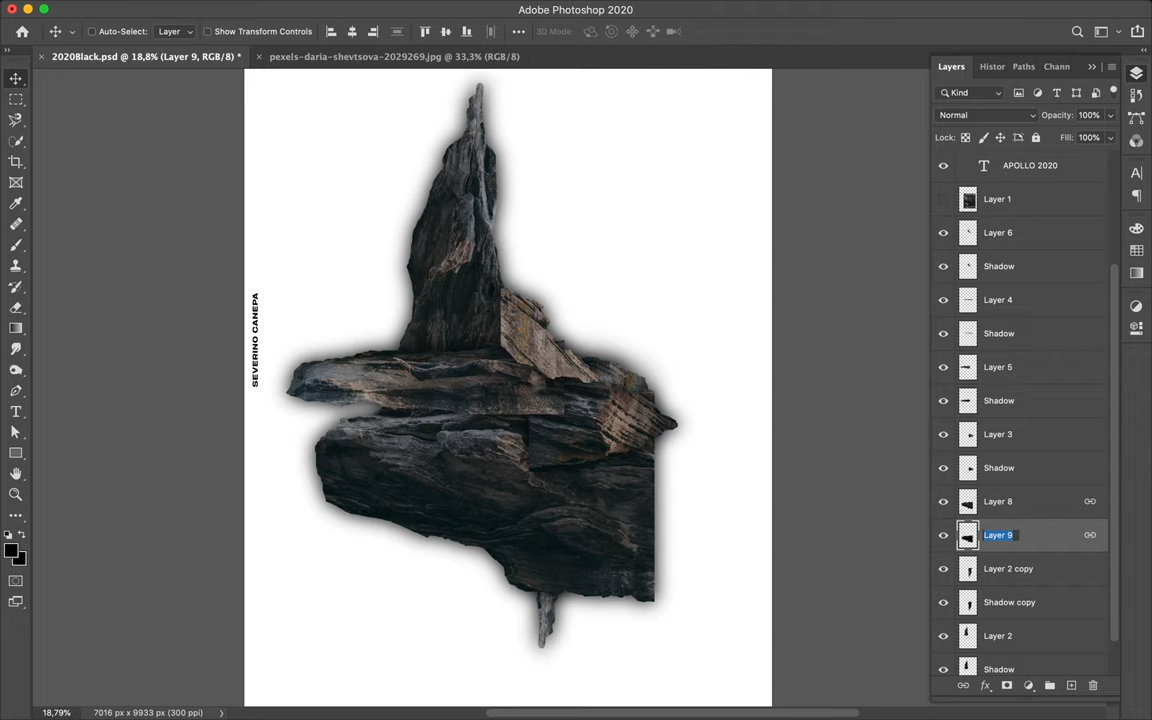 Adobe Photoshop 2020
Auto-Select: Layer Show Transform Controls 3D Mode:
2020Black.psd @ 18,8% (Layer 9, RGB/8) * pexels-daria-shevtsova-2029269.jpg @ 33,3% (RGB/8)
Layers Histor Paths Chann
Kind
Normal Opacity: 100%
Lock: Fill: 100%
APOLLO 2020
Layer 1
Layer 6
Shadow
Layer 4
Shadow
Layer 5
Shadow
Layer 3
Shadow
Layer 8
Layer 9
Layer 2 copy
Shadow copy
Layer 2
Shadow
SEVERINO CANEPA
18,79% 7016 px x 9933 px (300 ppi)